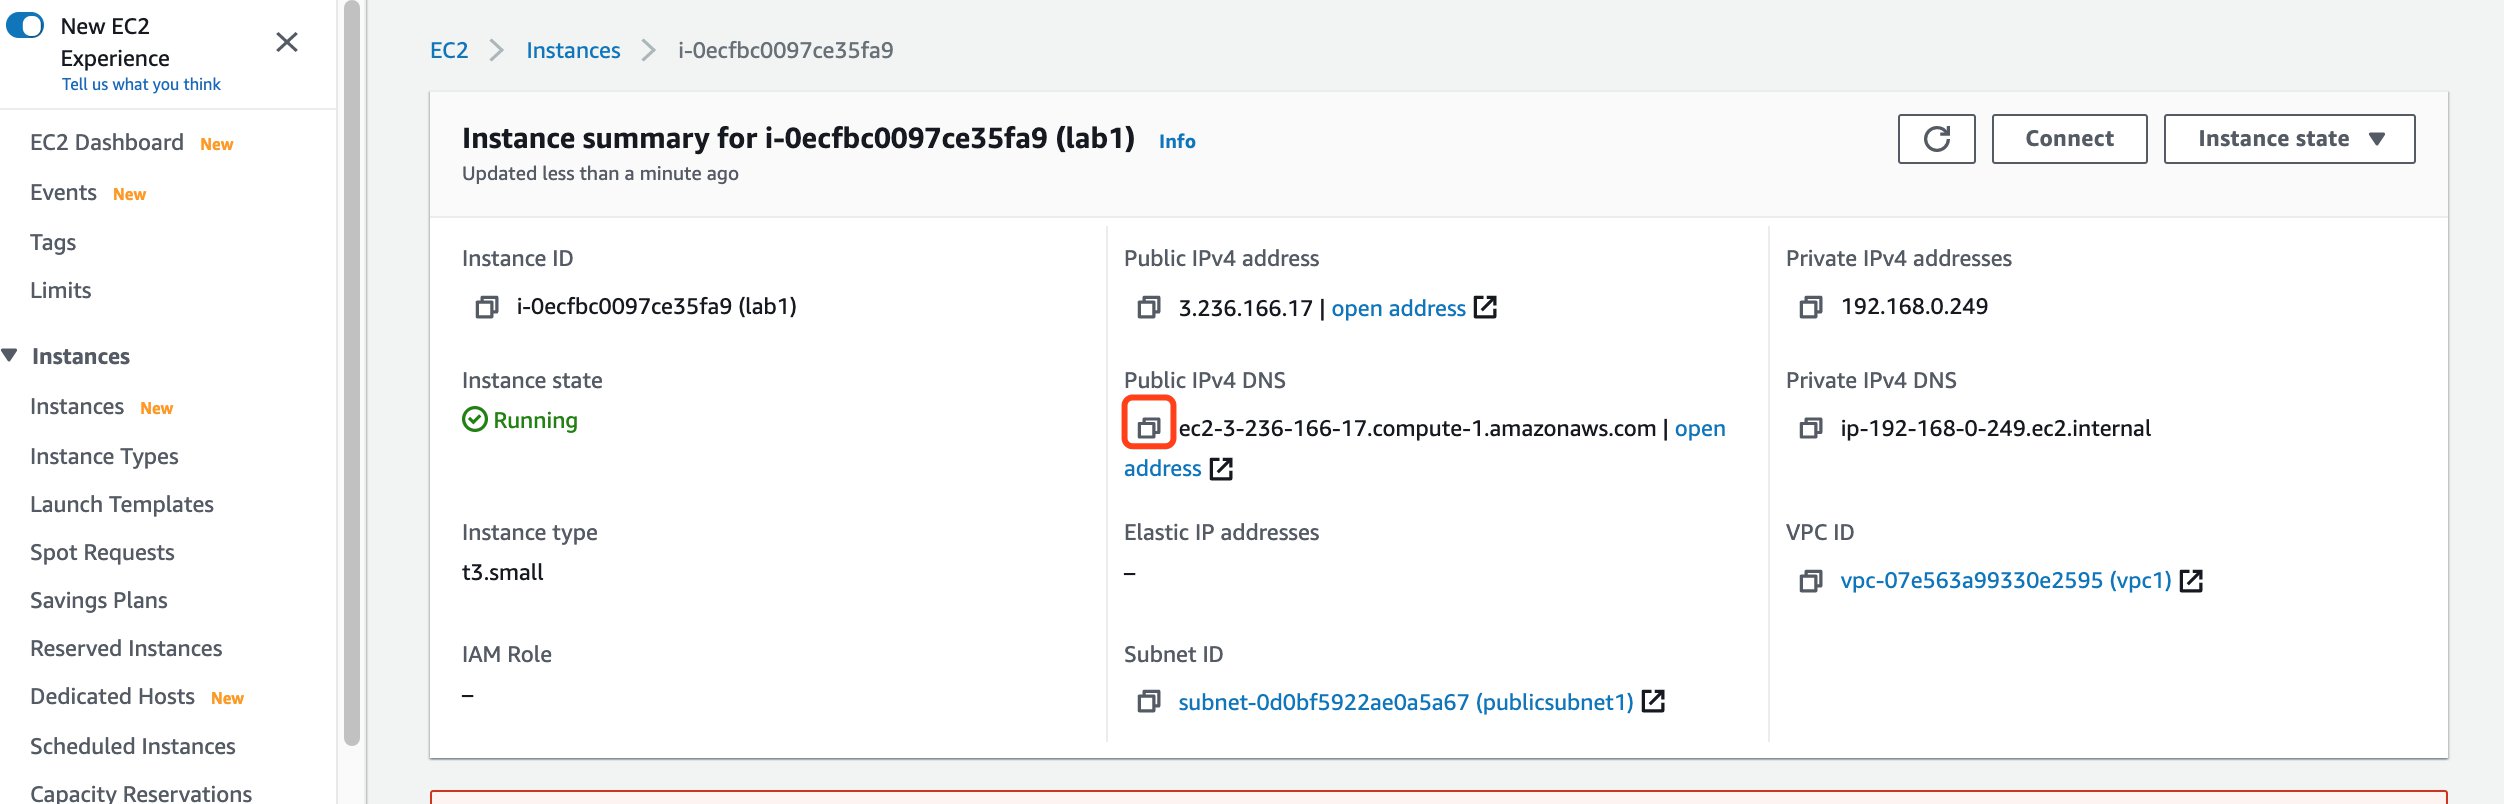 New EC2
Experience
Tell us what you think
EC2 Dashboard New
Events New
Tags
Limits
Instances
Instances New
Instance Types
Launch Templates
Spot Requests
Savings Plans
Reserved Instances
Dedicated Hosts New
Scheduled Instances
Capacity Reservations
EC2 > Instances > i-0ecfbc0097ce35fa9
Instance summary for i-0ecfbc0097ce35fa9 (lab1) Info
Updated less than a minute ago
Connect
Instance state
Instance ID
i-0ecfbc0097ce35fa9 (lab1)
Public IPv4 address
3.236.166.17 | open address
Private IPv4 addresses
192.168.0.249
Instance state
Running
Public IPv4 DNS
ec2-3-236-166-17.compute-1.amazonaws.com | open
address
Private IPv4 DNS
ip-192-168-0-249.ec2.internal
Instance type
t3.small
Elastic IP addresses
–
VPC ID
vpc-07e563a99330e2595 (vpc1)
IAM Role
–
Subnet ID
subnet-0d0bf5922ae0a5a67 (publicsubnet1)